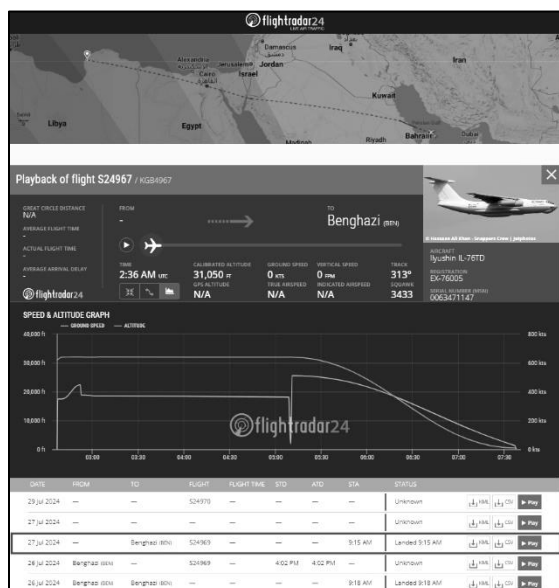 flightradar24
LIVE AIR TRAFFIC
Damascus
Iraq
Iran
Alexandria
Jerusalem
Jordan
Cairo
Israel
Kuwait
Libya
Egypt
Bahrain
Dubai
Riyadh
Madinah
Playback of flight S24967 / KGB4967
GREAT CIRCLE DISTANCE
N/A
AVERAGE FLIGHT TIME
-
ACTUAL FLIGHT TIME
-
AVERAGE ARRIVAL DELAY
-
flightradar24
FROM
-
TO
Benghazi (BEN)
TIME
2:36 AM UTC
CALIBRATED ALTITUDE
31,050 FT
GPS ALTITUDE
N/A
GROUND SPEED
0 KTS
TRUE AIRSPEED
N/A
VERTICAL SPEED
0 FPM
INDICATED AIRSPEED
N/A
TRACK
313°
SQUAWK
3433
AIRCRAFT
Ilyushin IL-76TD
REGISTRATION
EX-76005
SERIAL NUMBER (MSN)
0063471147
SPEED & ALTITUDE GRAPH
GROUND SPEED ALTITUDE
40,000 ft 800 kts
30,000 ft 600 kts
20,000 ft 400 kts
10,000 ft 200 kts
0 ft 0 kts
flightradar24
03:00 03:30 04:00 04:30 05:00 05:30 06:00 06:30 07:00 07:30
DATE FROM TO FLIGHT FLIGHT TIME STD ATD STA STATUS
29 Jul 2024 — — S24970 — — — — Unknown KML CSV Play
27 Jul 2024 — — — — — — Unknown KML CSV Play
27 Jul 2024 — Benghazi (BEN) S24969 — — — 9:15 AM Landed 9:15 AM KML CSV Play
26 Jul 2024 Benghazi (BEN) — S24969 — 4:02 PM 4:02 PM — Unknown KML CSV Play
26 Jul 2024 Benghazi (BEN) Benghazi (BEN) — — — 9:18 AM Landed 9:18 AM KML CSV Play